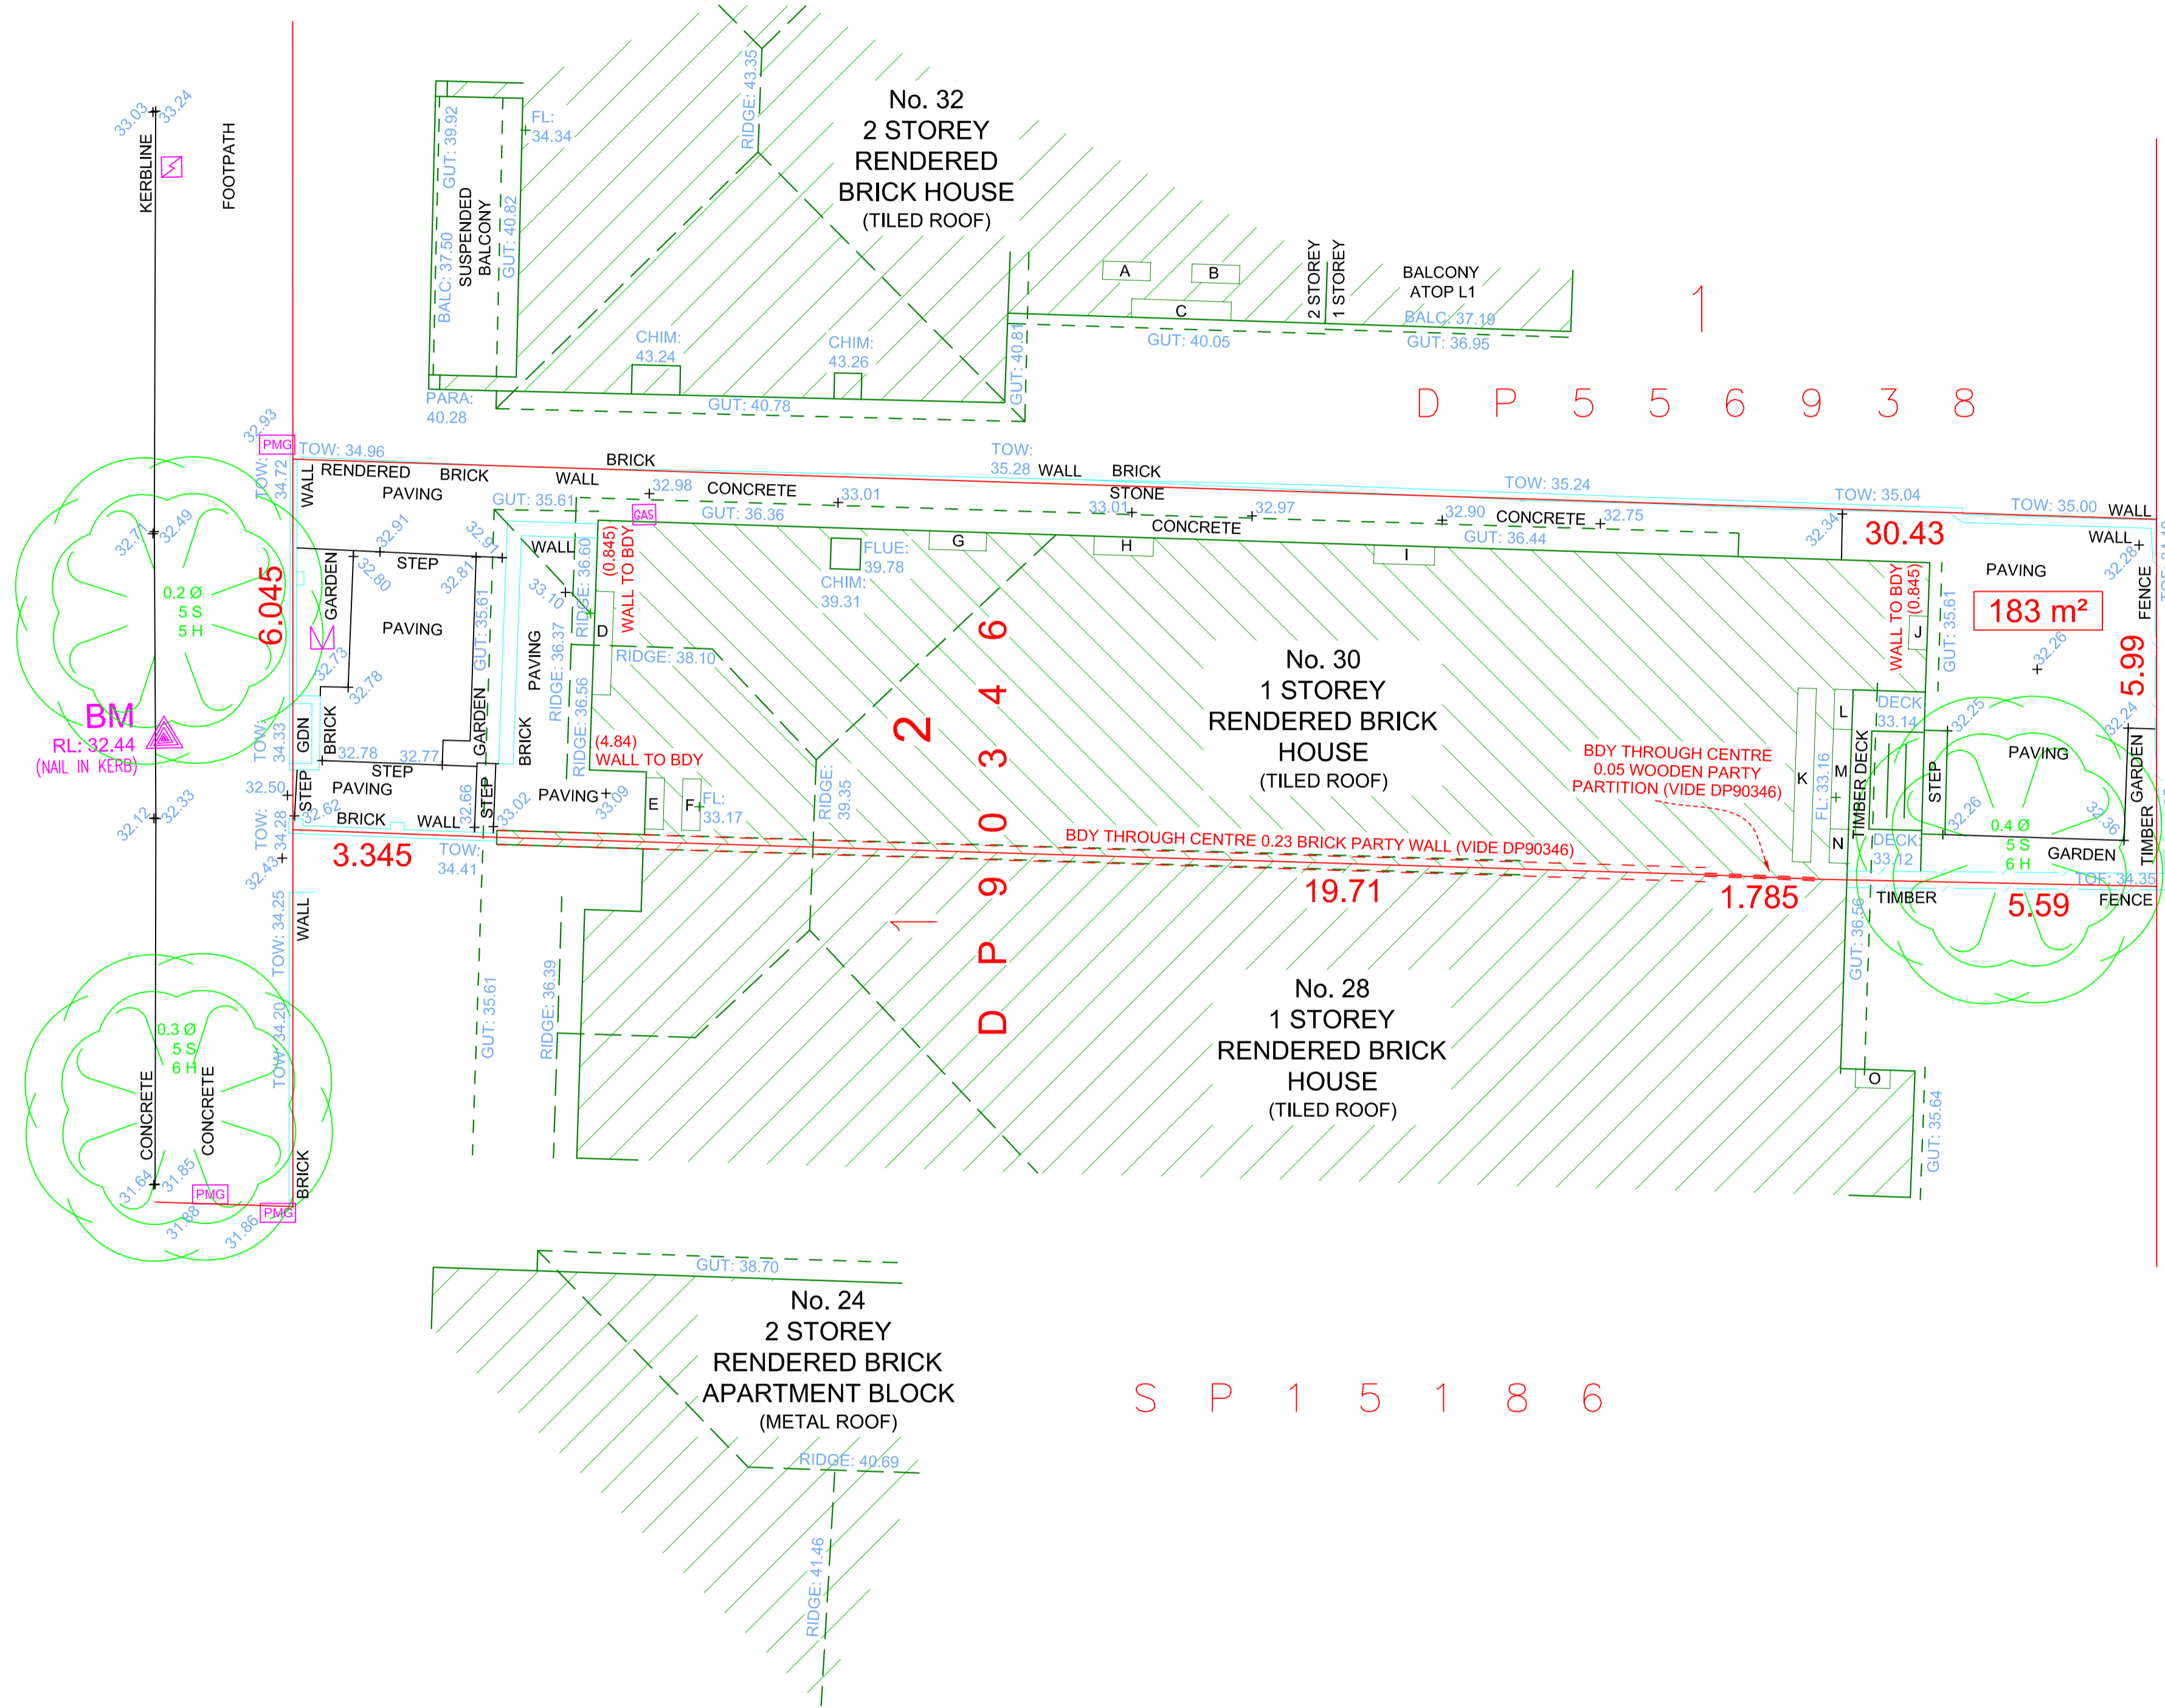 RIDGE: 43.35
33.03
33.24
KERBLINE
FOOTPATH
GUT: 39.92
FL:
34.34
SUSPENDED
BALCONY
BALC: 37.50
GUT: 40.82
No. 32
2 STOREY
RENDERED
BRICK HOUSE
(TILED ROOF)
A
B
C
2 STOREY
1 STOREY
BALCONY
ATOP L1
BALC: 37.19
GUT: 40.05
GUT: 36.95
GUT: 40.81
1
CHIM:
43.24
CHIM:
43.26
PARA:
40.28
GUT: 40.78
D P 5 5 6 9 3 8
32.93
PMG
TOW: 34.96
TOW:
34.72
WALL
RENDERED
BRICK
PAVING
WALL
BRICK
TOW:
35.28
WALL
BRICK
STONE
TOW: 35.24
TOW: 35.04
TOW: 35.00
WALL
GUT: 35.61
32.98
CONCRETE
33.01
33.01
32.97
32.90
CONCRETE
32.75
32.34
30.43
GAS
GUT: 36.36
CONCRETE
GUT: 36.44
WALL
32.28
32.71
32.49
32.91
32.91
STEP
32.80
32.81
GARDEN
WALL
RIDGE: 36.60
(0.845)
WALL TO BDY
FLUE:
39.78
CHIM:
39.31
G
H
I
WALL TO BDY
(0.845)
J
GUT: 35.61
PAVING
FENCE
183 m²
32.26
5.99
0.2 Ø
5 S
5 H
6.045
PAVING
GUT: 35.61
33.10
PAVING
RIDGE: 36.37
D
RIDGE: 38.10
32.73
32.78
RIDGE: 36.56
No. 30
1 STOREY
RENDERED BRICK
HOUSE
(TILED ROOF)
BM
RL: 32.44
(NAIL IN KERB)
TOW:
34.33
GDN
BRICK
32.78
32.77
STEP
GARDEN
BRICK
(4.84)
WALL TO BDY
RIDGE:
39.35
2
D P 9 0 3 4 6
BDY THROUGH CENTRE
0.05 WOODEN PARTY
PARTITION (VIDE DP90346)
K
FL: 33.16
L
M
N
TIMBER DECK
DECK
33.14
DECK:
33.12
STEP
32.25
32.24
PAVING
GARDEN
32.26
32.36
0.4 Ø
5 S
6 H
GARDEN
TIMBER
32.50
STEP
PAVING
32.62
32.66
STEP
33.02
PAVING
33.09
E
F
FL:
33.17
32.12
32.33
TOW:
34.28
32.43
BRICK
WALL
3.345
TOW:
34.41
BDY THROUGH CENTRE 0.23 BRICK PARTY WALL (VIDE DP90346)
19.71
1.785
TIMBER
5.59
TOF: 34.35
FENCE
TOW: 34.25
WALL
1
GUT: 36.56
TOW: 34.20
GUT: 35.61
RIDGE: 36.39
No. 28
1 STOREY
RENDERED BRICK
HOUSE
(TILED ROOF)
0.3 Ø
5 S
6 H
CONCRETE
CONCRETE
O
GUT: 35.64
BRICK
31.64
31.85
PMG
31.88
31.86
PMG
GUT: 38.70
No. 24
2 STOREY
RENDERED BRICK
APARTMENT BLOCK
(METAL ROOF)
RIDGE: 40.69
RIDGE: 41.46
S P 1 5 1 8 6